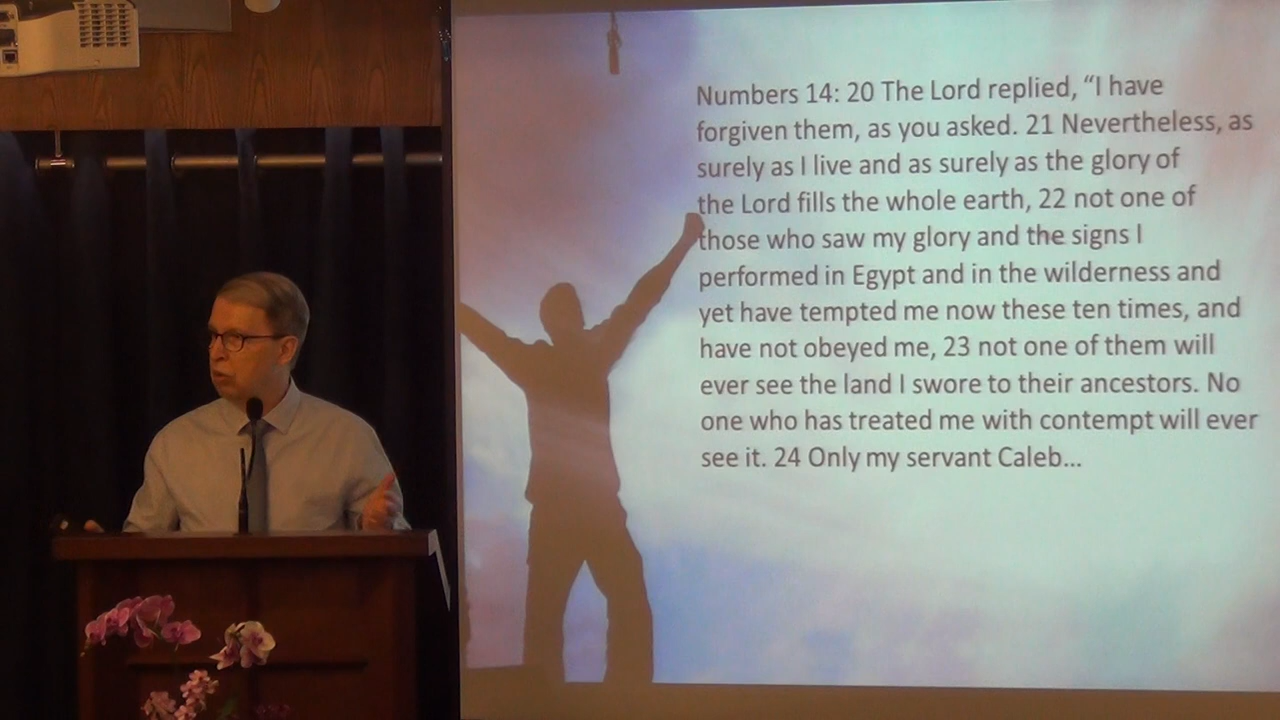 Numbers 14: 20 The Lord replied, “I have
forgiven them, as you asked. 21 Nevertheless, as
surely as I live and as surely as the glory of
the Lord fills the whole earth, 22 not one of
those who saw my glory and the signs I
performed in Egypt and in the wilderness and
yet have tempted me now these ten times, and
have not obeyed me, 23 not one of them will
ever see the land I swore to their ancestors. No
one who has treated me with contempt will ever
see it. 24 Only my servant Caleb...